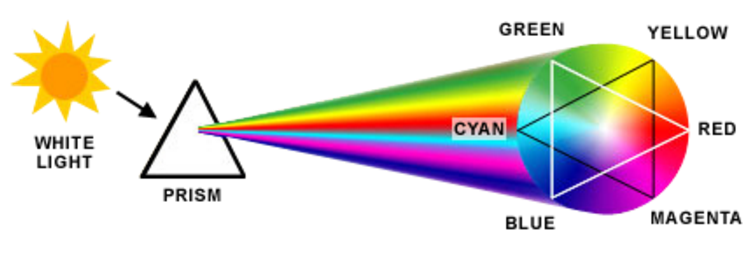 WHITE
LIGHT
PRISM
GREEN
YELLOW
CYAN
RED
BLUE
MAGENTA